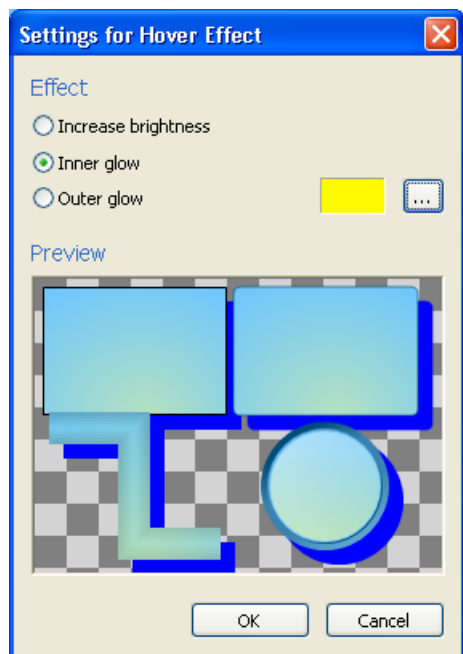 Settings for Hover Effect
Effect
Increase brightness
Inner glow
Outer glow
...
Preview
OK
Cancel